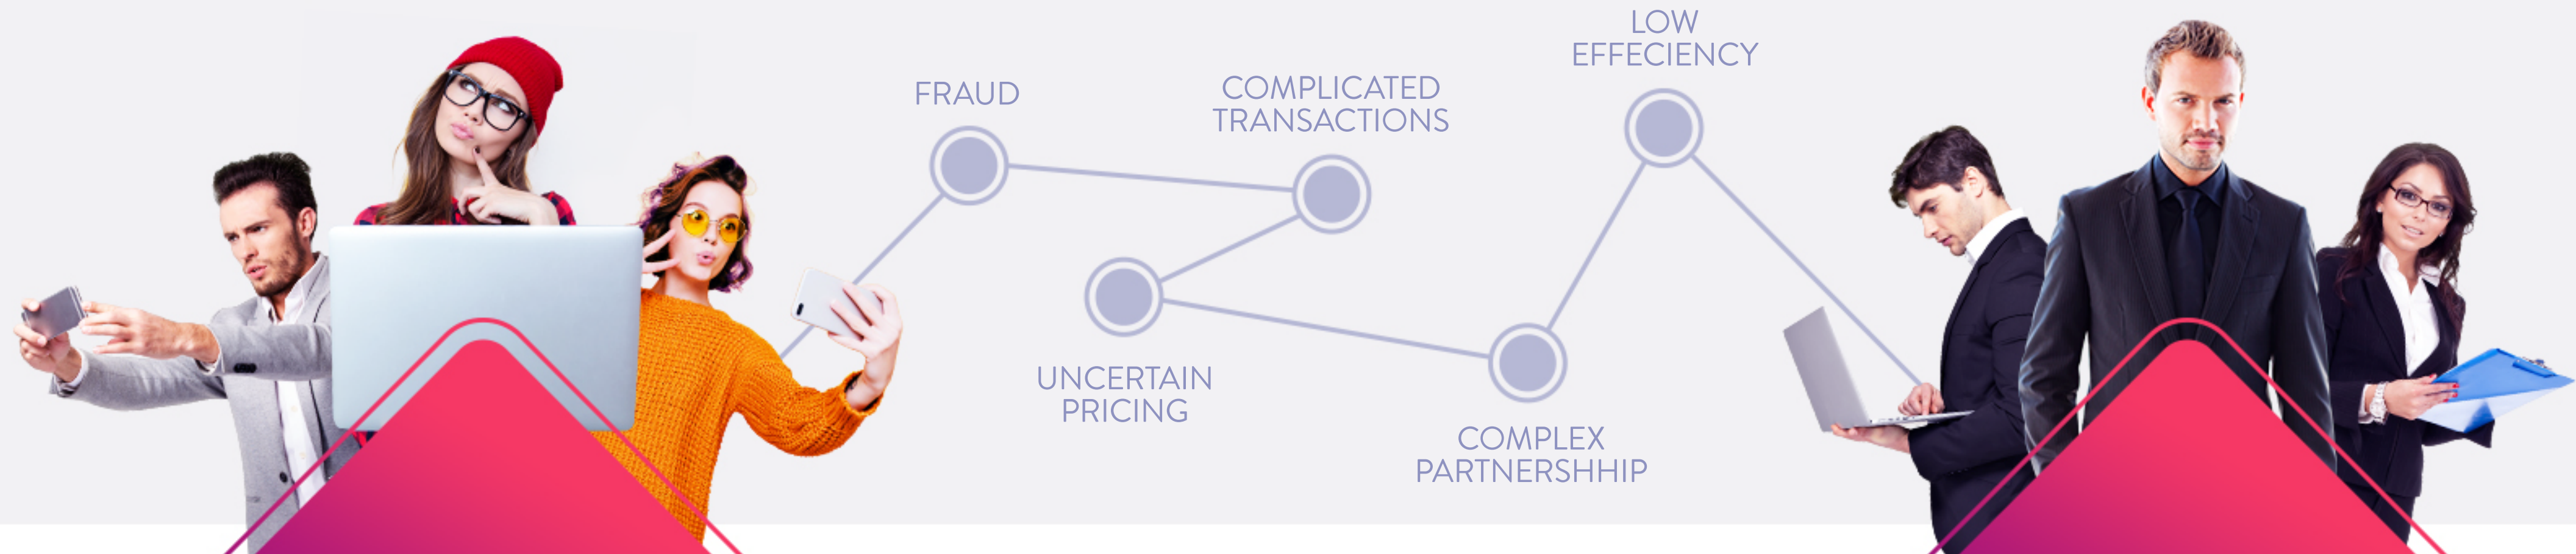 FRAUD
COMPLICATED
TRANSACTIONS
UNCERTAIN
PRICING
COMPLEX
PARTNERSHHIP
LOW
EFFECIENCY